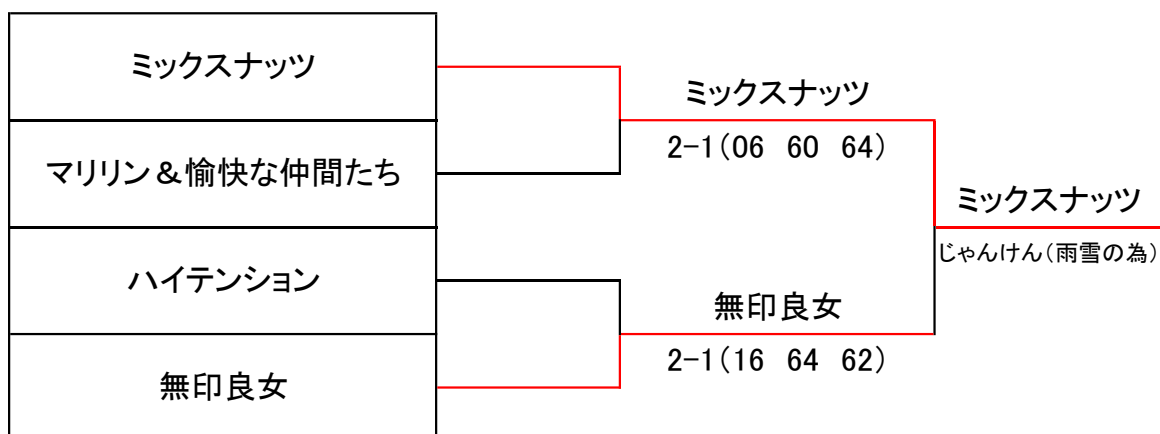 ミックスナッツ
マリリン＆愉快な仲間たち
ハイテンション
無印良女
ミックスナッツ
2-1(06 60 64)
無印良女
2-1(16 64 62)
ミックスナッツ
じゃんけん(雨雪の為)